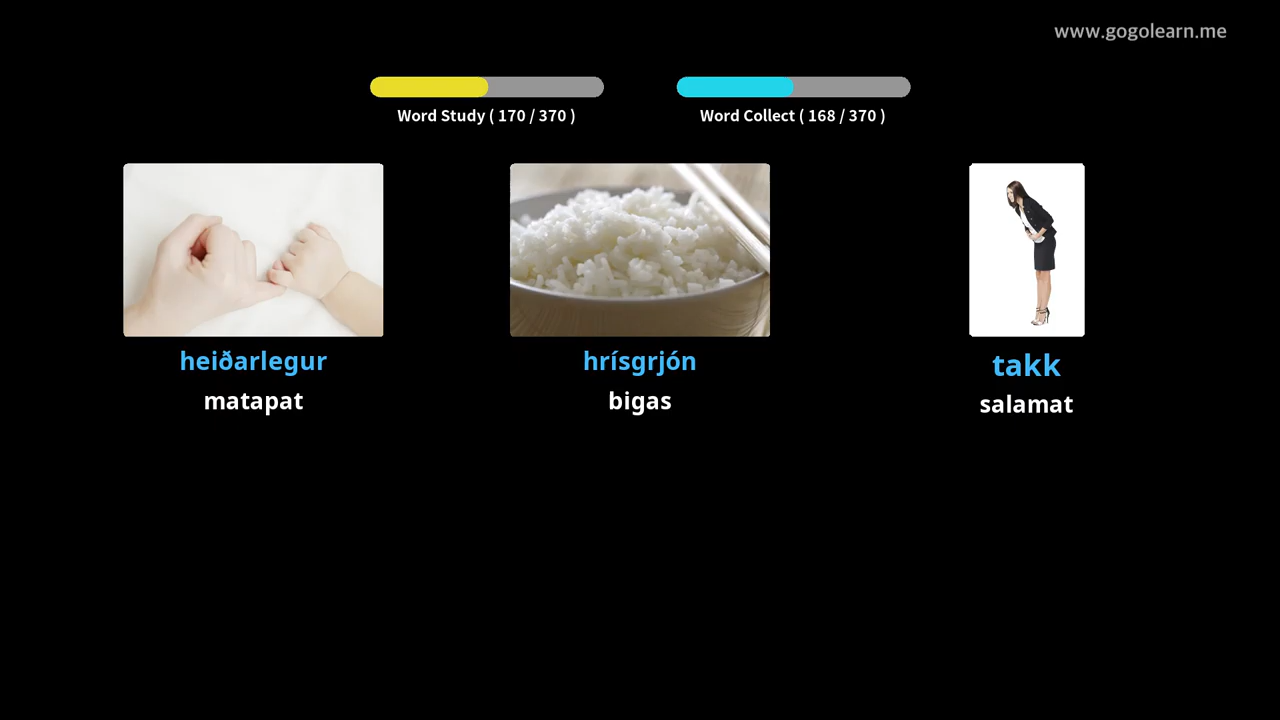 www.gogolearn.me
Word Study ( 170 / 370 )
Word Collect ( 168 / 370 )
heiðarlegur
matapat
hrísgrjón
bigas
takk
salamat